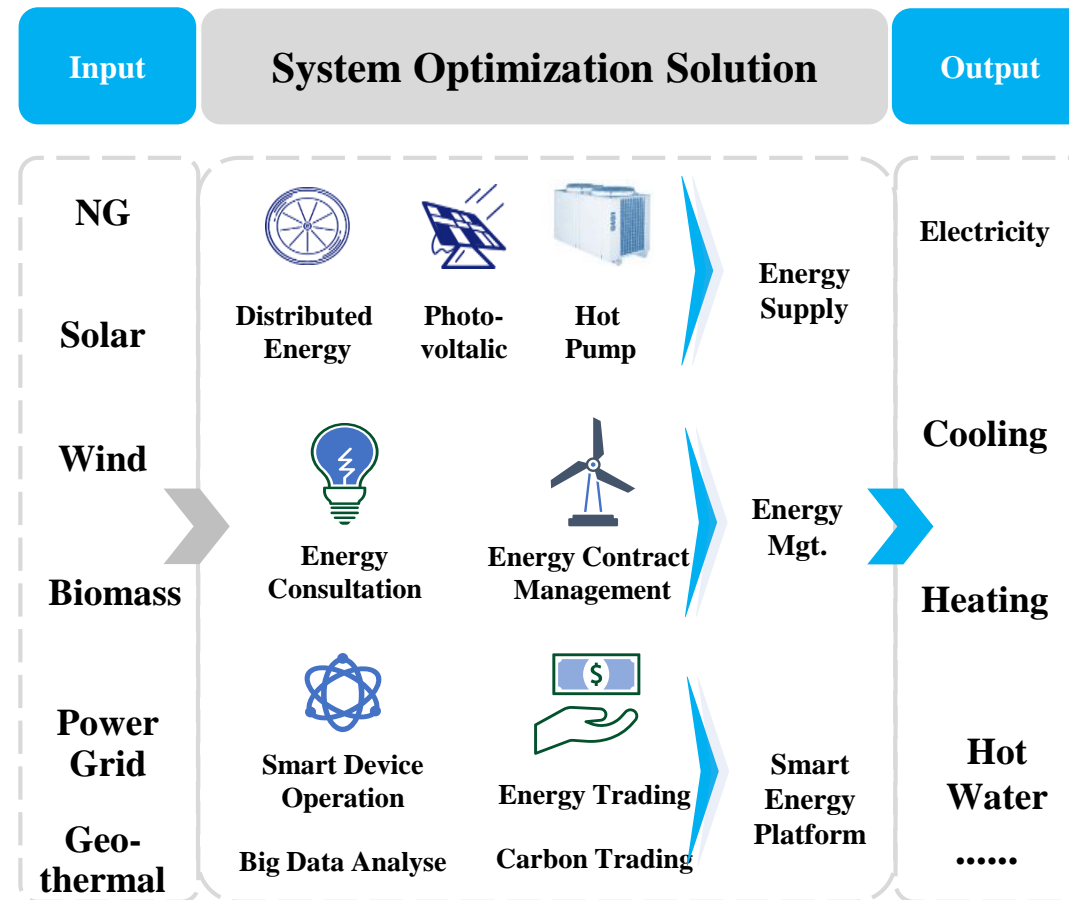 Input
System Optimization Solution
Output
NG
Solar
Wind
Biomass
Power
Grid
Geo-
thermal
Distributed
Energy
Photo-
voltalic
Hot
Pump
Energy
Supply
Energy
Consultation
Energy Contract
Management
Energy
Mgt.
$
Smart Device
Operation
Energy Trading
Big Data Analyse
Carbon Trading
Smart
Energy
Platform
Electricity
Cooling
Heating
Hot
Water
......